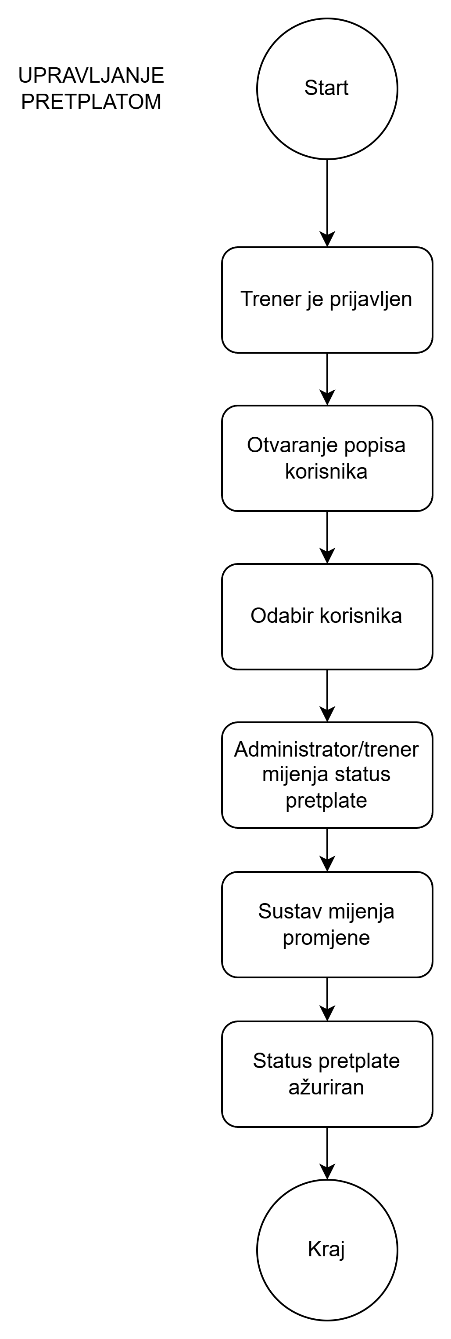 UPRAVLJANJE
PRETPLATOM
Start
Trener je prijavljen
Otvaranje popisa
korisnika
Odabir korisnika
Administrator/trener
mijenja status
pretplate
Sustav mijenja
promjene
Status pretplate
ažuriran
Kraj